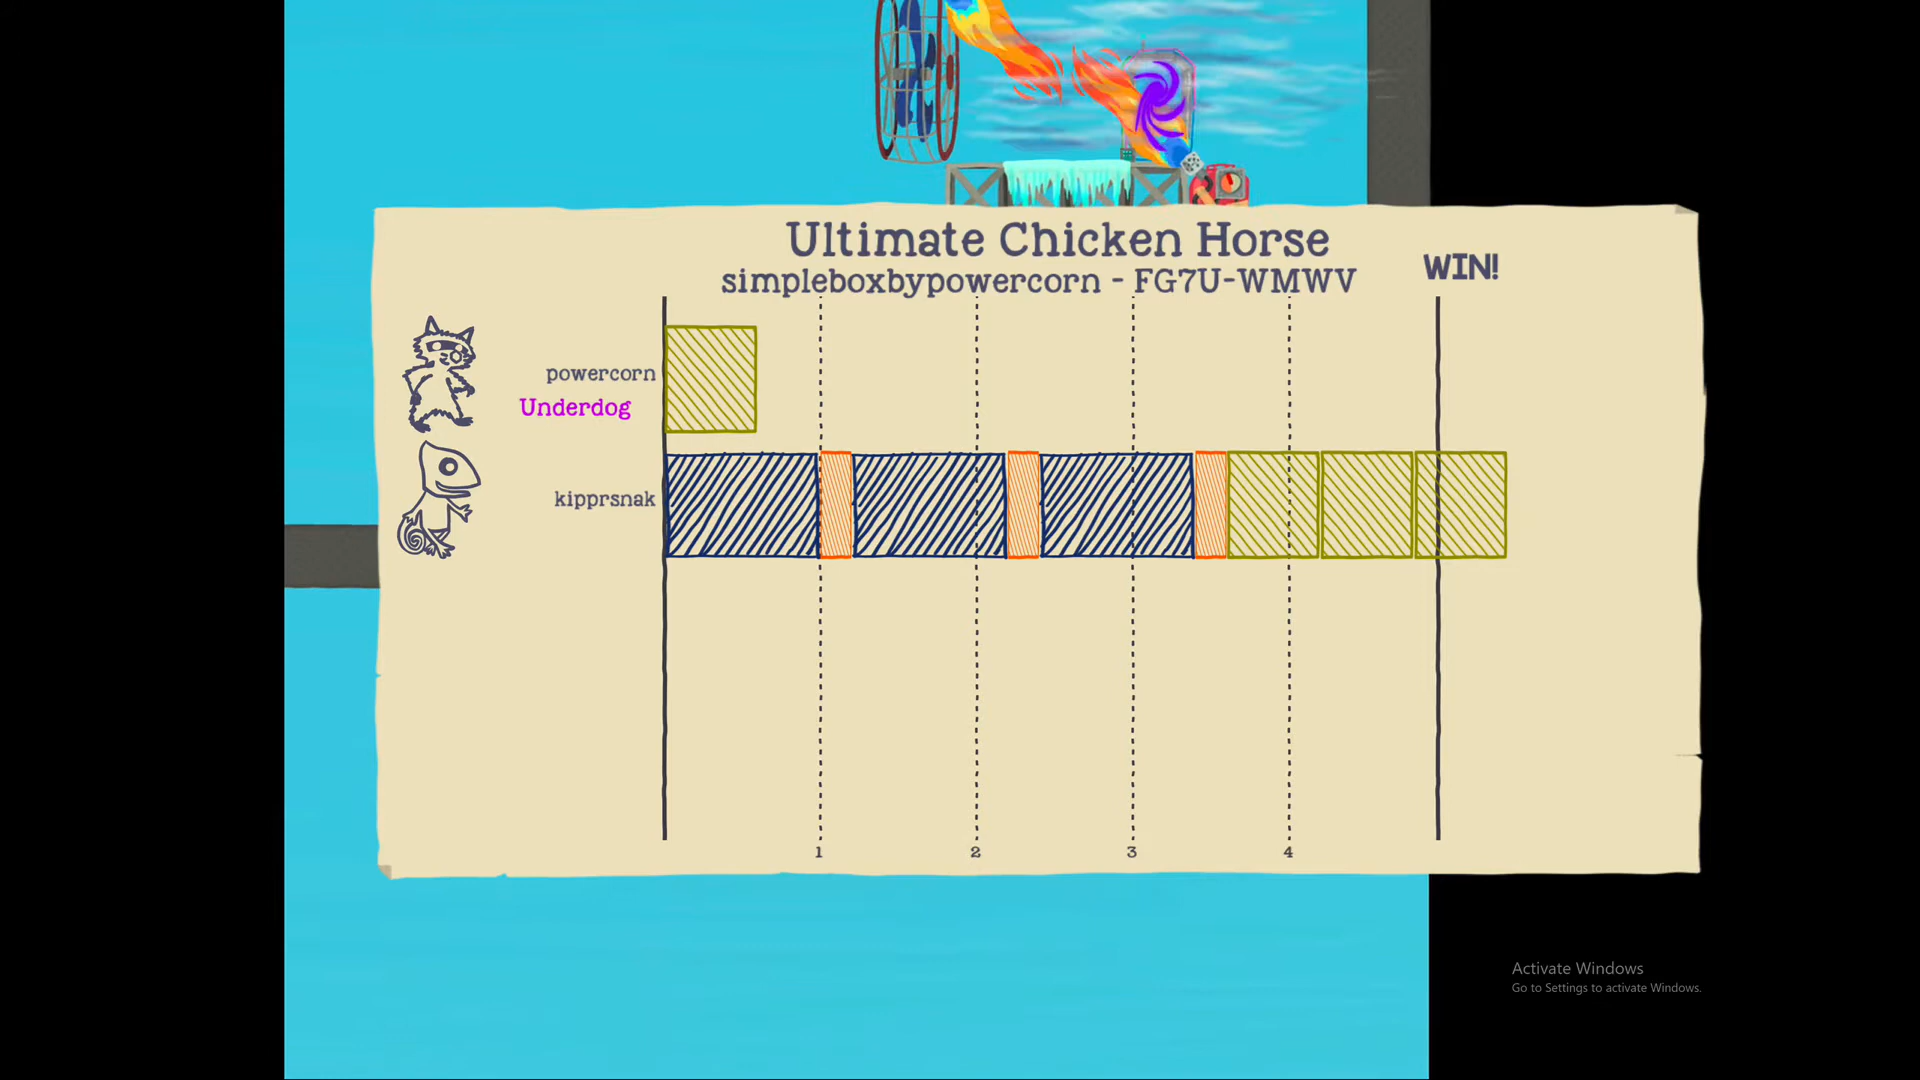 Ultimate Chicken Horse
simpleboxbypowercorn - FG7U-WMWV
WIN!
powercorn
Underdog
kipprsnak
1
2
3
4
Activate Windows
Go to Settings to activate Windows.